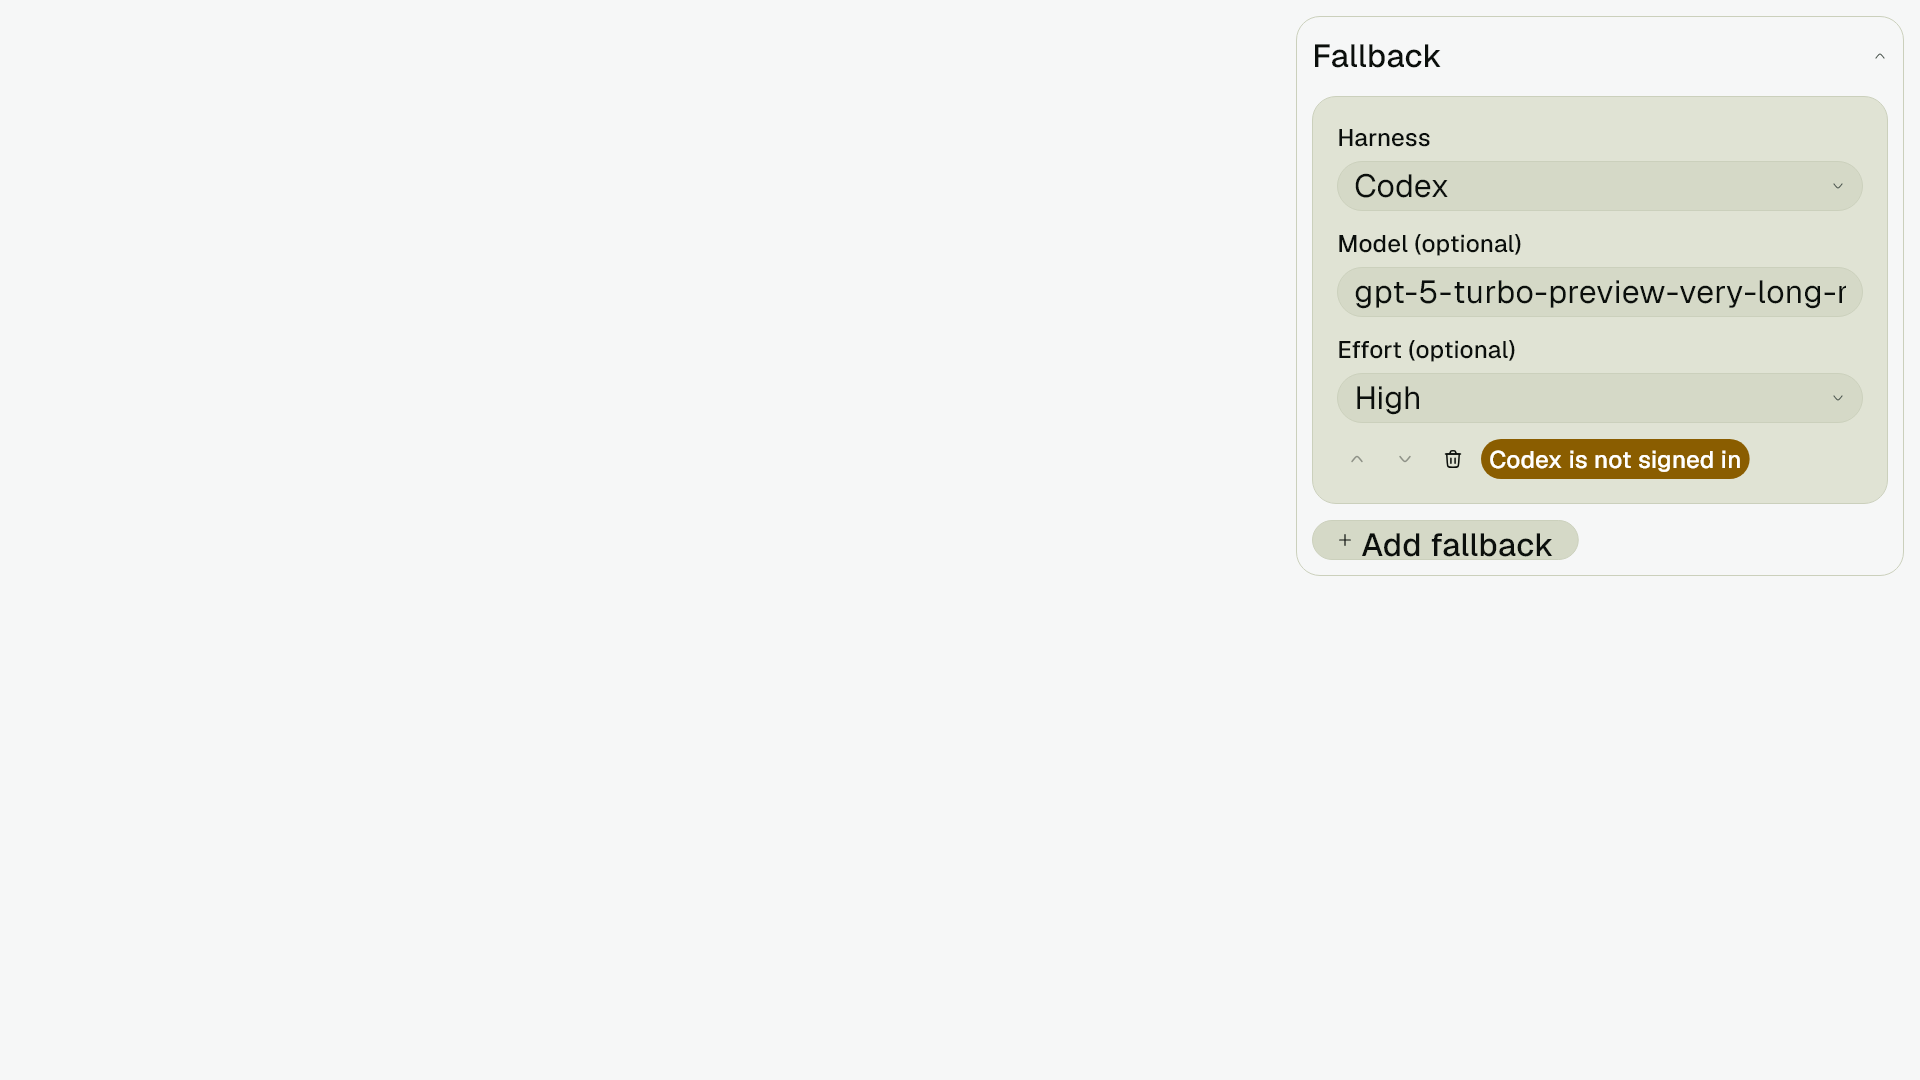 Fallback
Harness
Codex
Model (optional)
gpt-5-turbo-preview-very-long-
Effort (optional)
High
Codex is not signed in
+ Add fallback